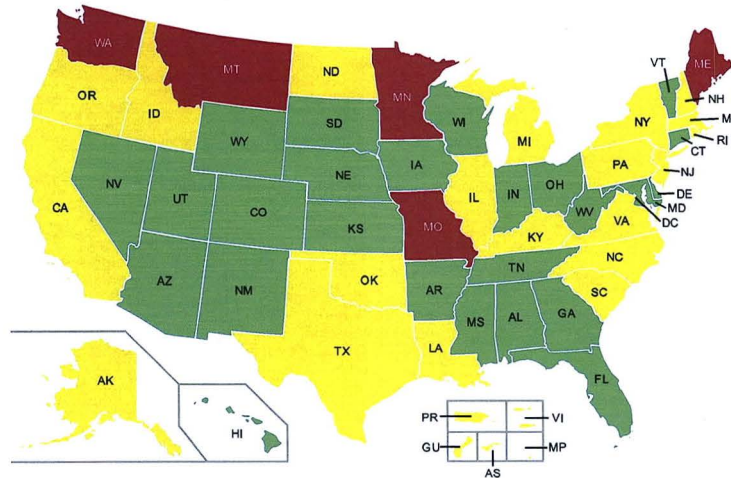 WA
MT
ND
MN
ME
VT
OR
ID
SD
WI
NH
NY
M
WY
MI
RI
CT
IA
PA
NE
NJ
NV
IL
IN
OH
DE
UT
CO
WV
MD
CA
VA
DC
KS
MO
KY
NC
TN
OK
AZ
NM
AR
SC
MS
AL
GA
TX
LA
FL
AK
HI
PR
VI
GU
MP
AS